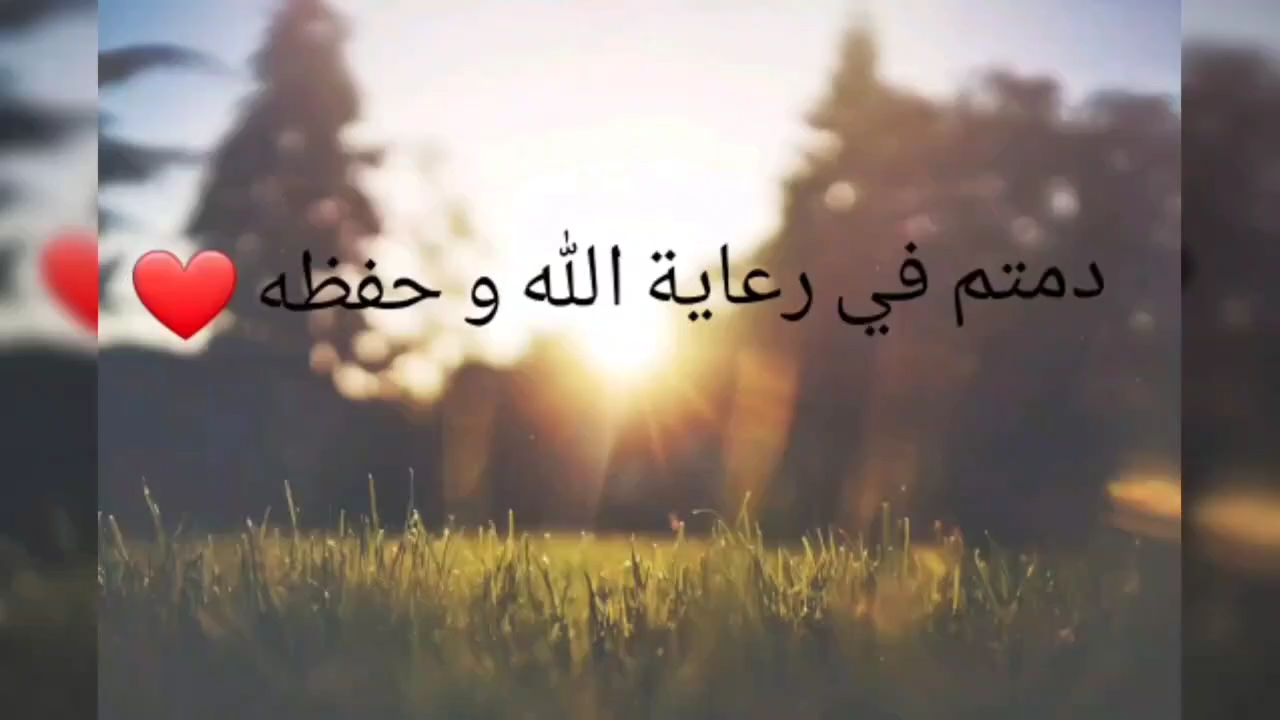 دمتم في رعاية الله و حفظه ❤